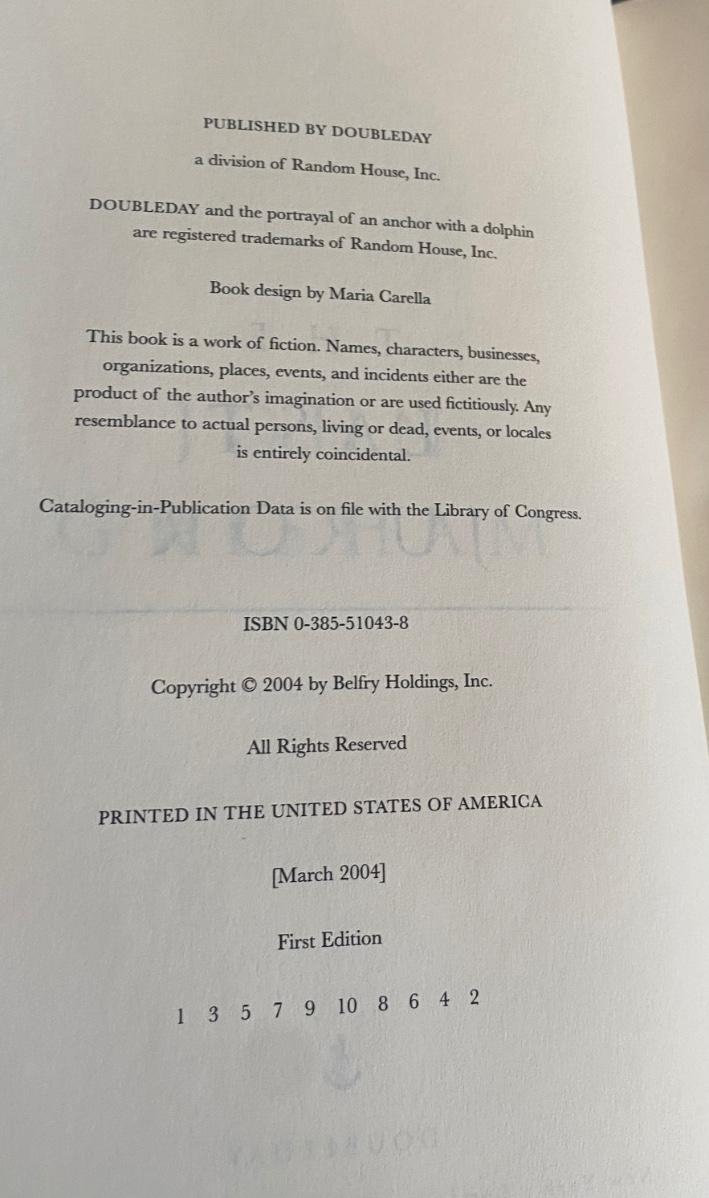 PUBLISHED BY DOUBLEDAY
a division of Random House, Inc.
DOUBLEDAY and the portrayal of an anchor with a dolphin
are registered trademarks of Random House, Inc.
Book design by Maria Carella
This book is a work of fiction. Names, characters, businesses,
organizations, places, events, and incidents either are the
product of the author's imagination or are used fictitiously. Any
resemblance to actual persons, living or dead, events, or locales
is entirely coincidental.
Cataloging-in-Publication Data is on file with the Library of Congress.
ISBN 0-385-51043-8
Copyright © 2004 by Belfry Holdings, Inc.
All Rights Reserved
PRINTED IN THE UNITED STATES OF AMERICA
[March 2004]
First Edition
1 3 5 7 9 10 8 6 4 2